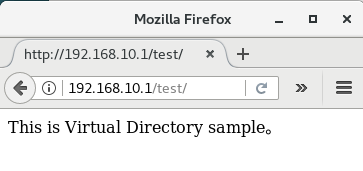 Mozilla Firefox
http://192.168.10.1/test/
192.168.10.1/test/
This is Virtual Directory sample。